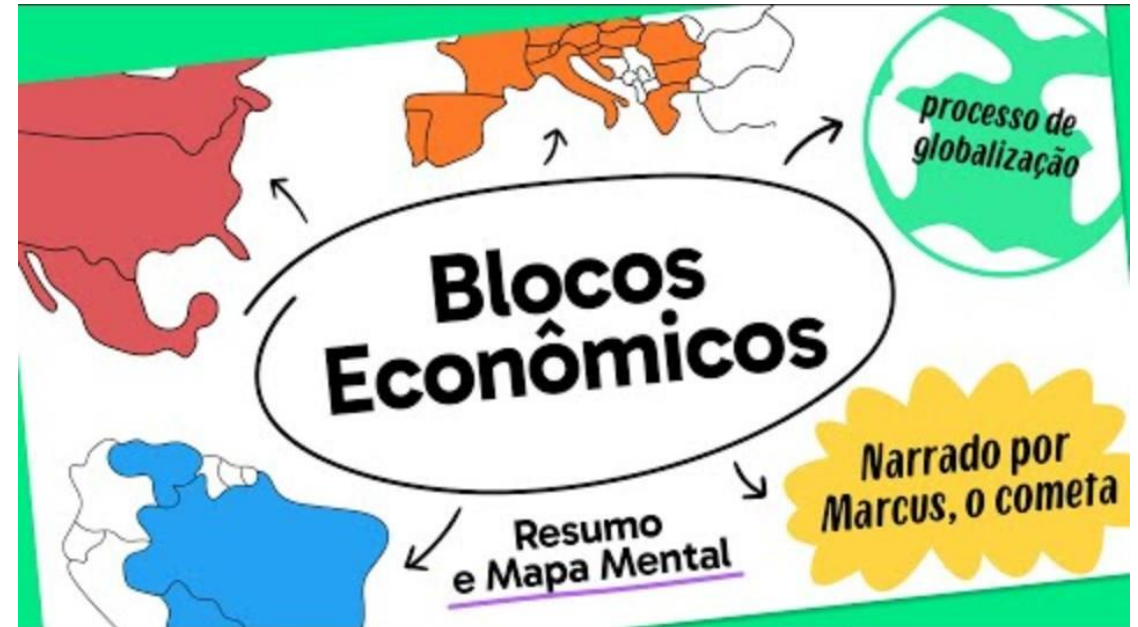 processo de
globalização
Blocos
Econômicos
Narrado por
Marcus, o cometa
Resumo
e Mapa Mental